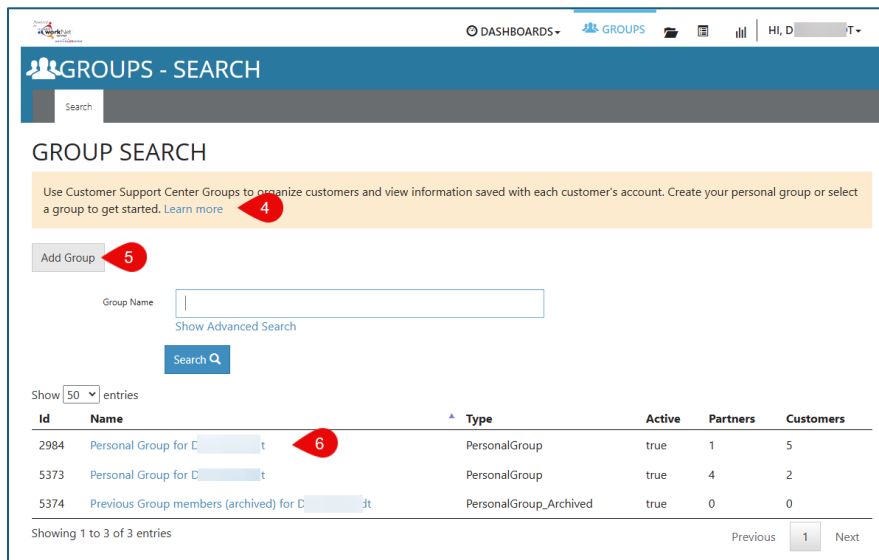 workNet
DASHBOARDS GROUPS HI, D T
GROUPS - SEARCH
Search
GROUP SEARCH
Use Customer Support Center Groups to organize customers and view information saved with each customer's account. Create your personal group or select
a group to get started. Learn more 4
Add Group 5
Group Name
Show Advanced Search
Search
Show 50 entries
Id Name Type Active Partners Customers
2984 Personal Group for D t 6 PersonalGroup true 1 5
5373 Personal Group for D t PersonalGroup true 4 2
5374 Previous Group members (archived) for D dt PersonalGroup_Archived true 0 0
Showing 1 to 3 of 3 entries
Previous 1 Next